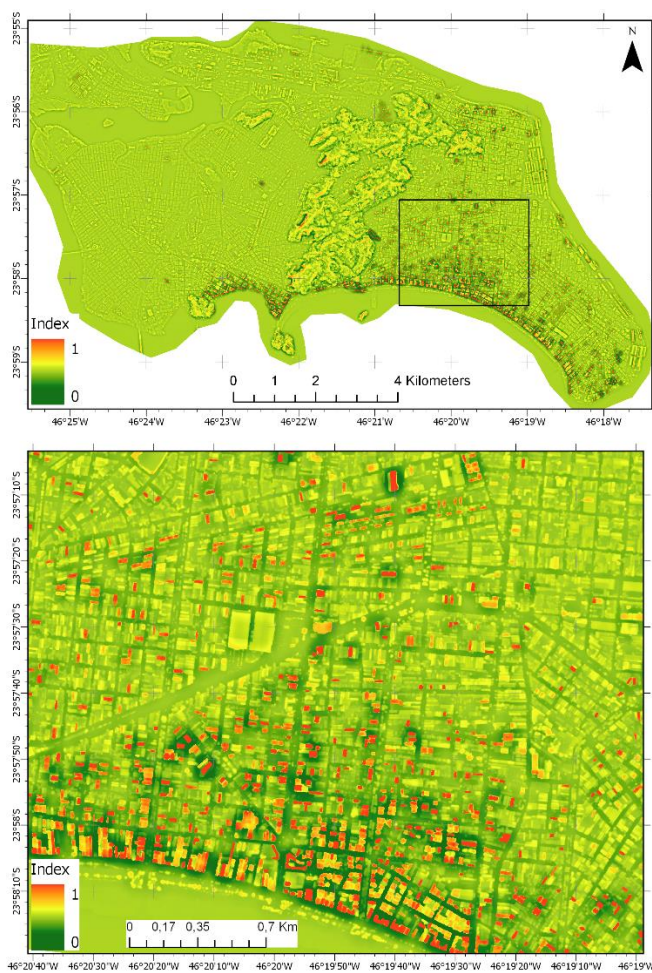 23°55'S
23°56'S
23°57'S
23°58'S
23°59'S
N
Index
1
0
0 1 2 4 Kilometers
46°25'W 46°24'W 46°23'W 46°22'W 46°21'W 46°20'W 46°19'W 46°18'W
23°57'10"S
23°57'20"S
23°57'30"S
23°57'40"S
23°57'50"S
23°58'S
23°58'10"S
Index
1
0
0 0,17 0,35 0,7 Km
46°20'40"W 46°20'30"W 46°20'20"W 46°20'10"W 46°20'W 46°19'50"W 46°19'40"W 46°19'30"W 46°19'20"W 46°19'10"W 46°19'W